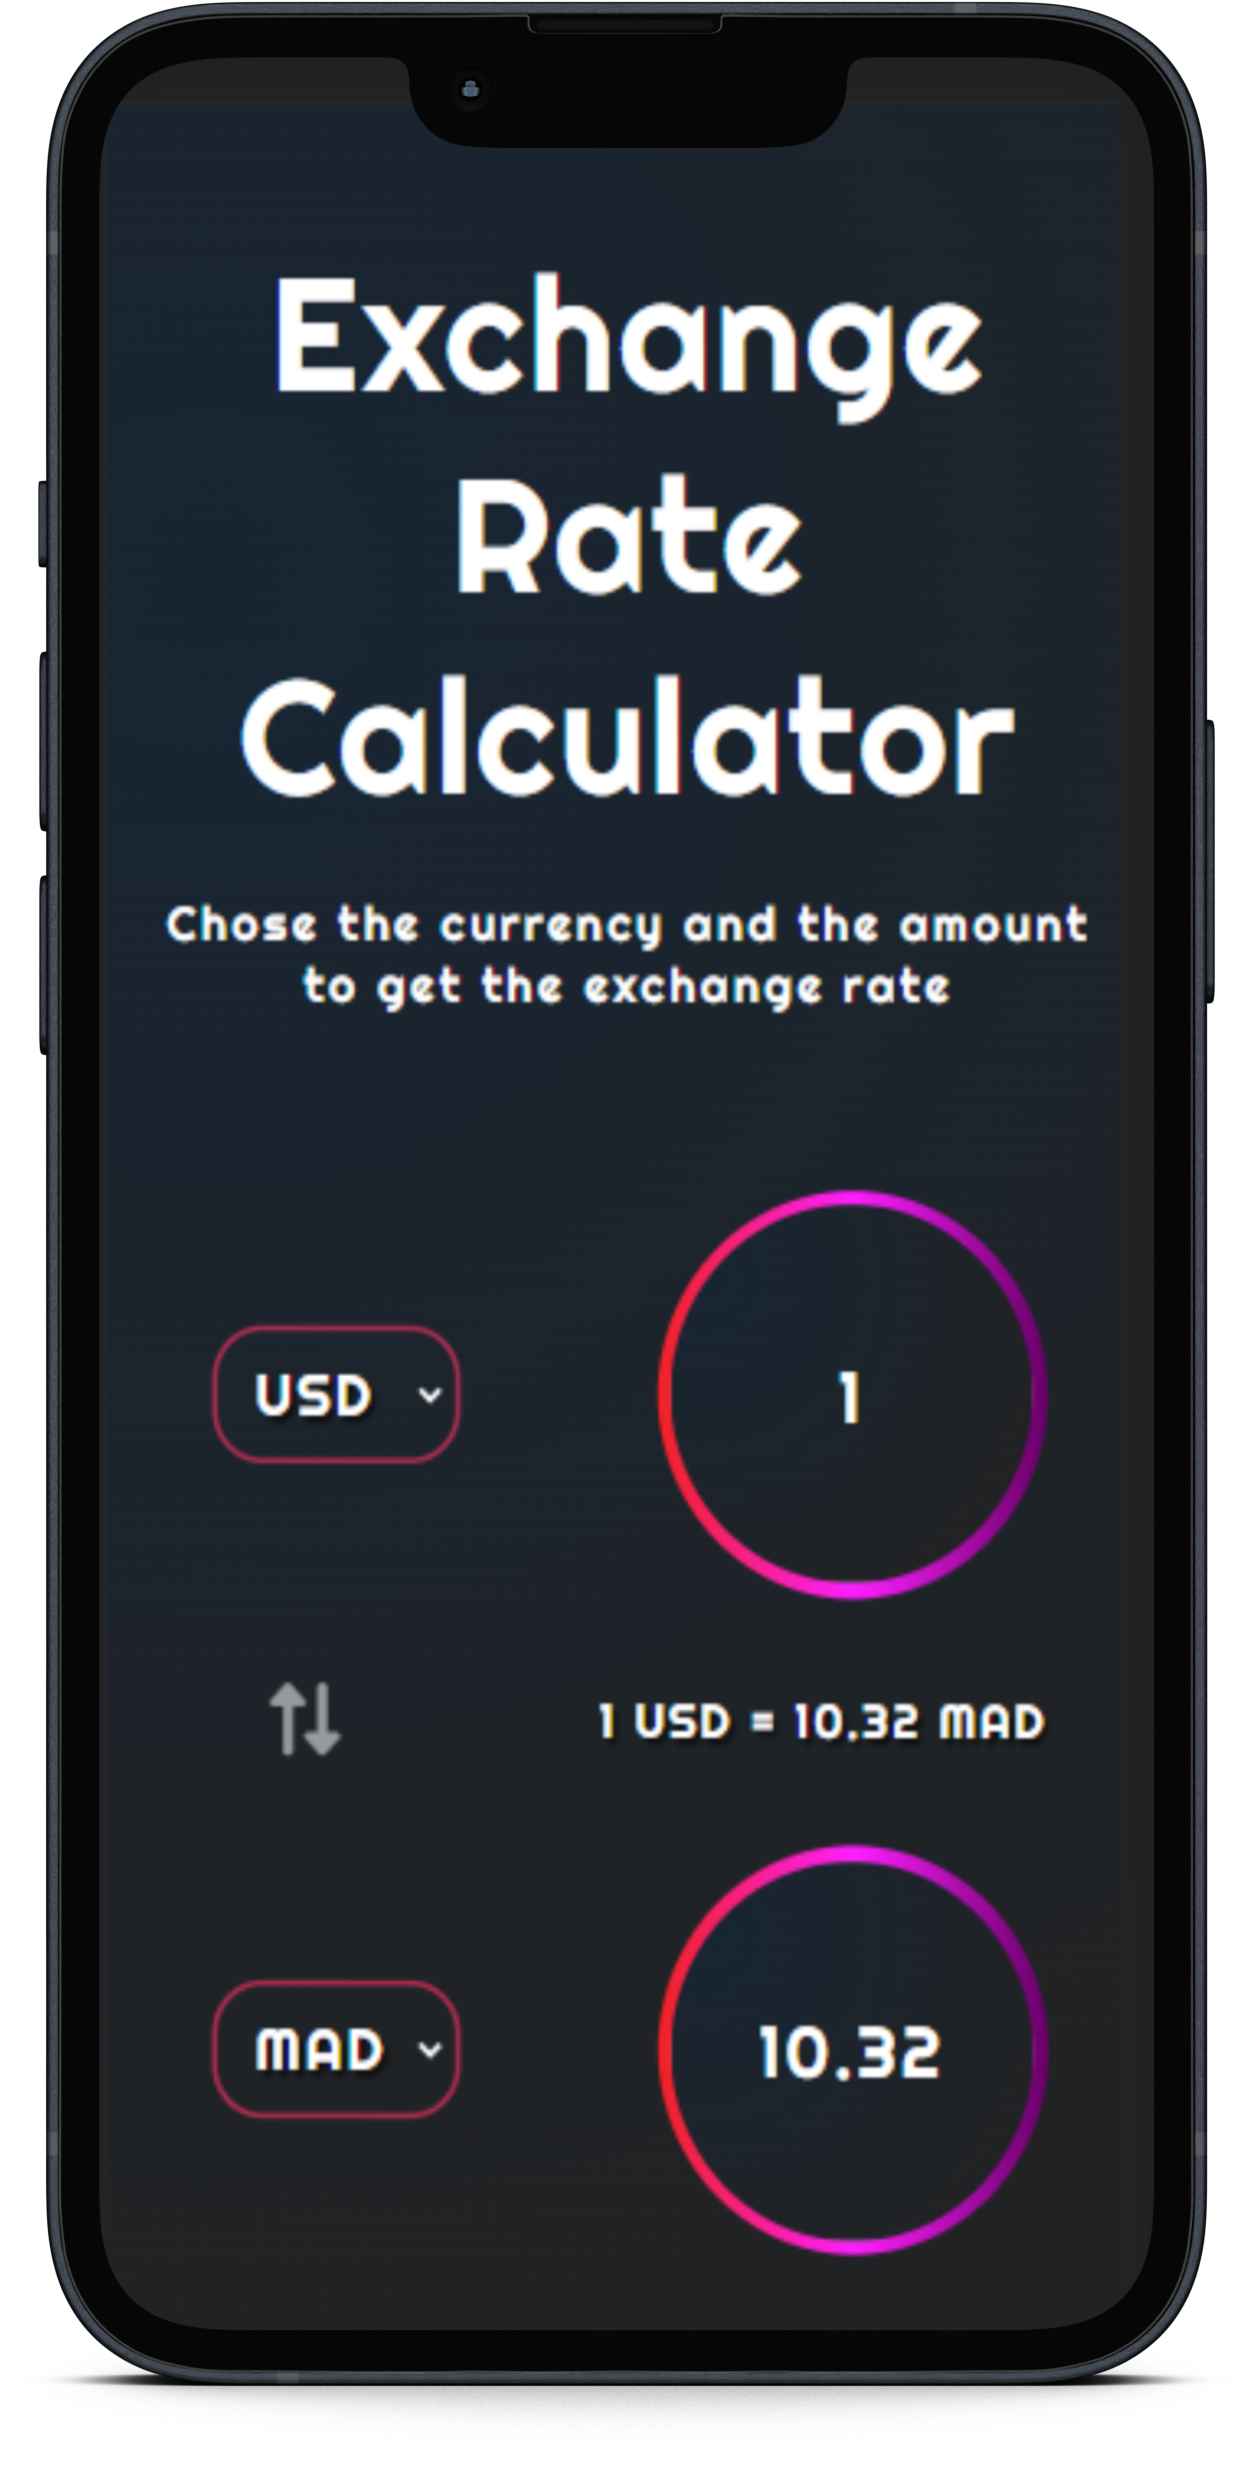 Exchange
Rate
Calculator
Chose the currency and the amount
to get the exchange rate
USD
1
1 USD = 10.32 MAD
MAD
10.32